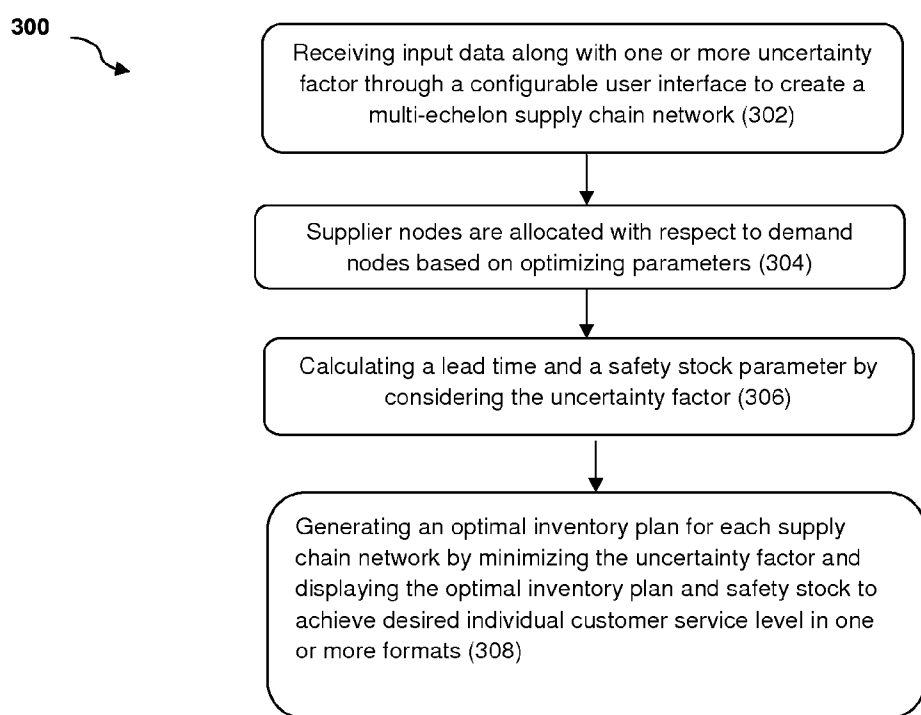 300
Receiving input data along with one or more uncertainty
factor through a configurable user interface to create a
multi-echelon supply chain network (302)
Supplier nodes are allocated with respect to demand
nodes based on optimizing parameters (304)
Calculating a lead time and a safety stock parameter by
considering the uncertainty factor (306)
Generating an optimal inventory plan for each supply
chain network by minimizing the uncertainty factor and
displaying the optimal inventory plan and safety stock to
achieve desired individual customer service level in one
or more formats (308)